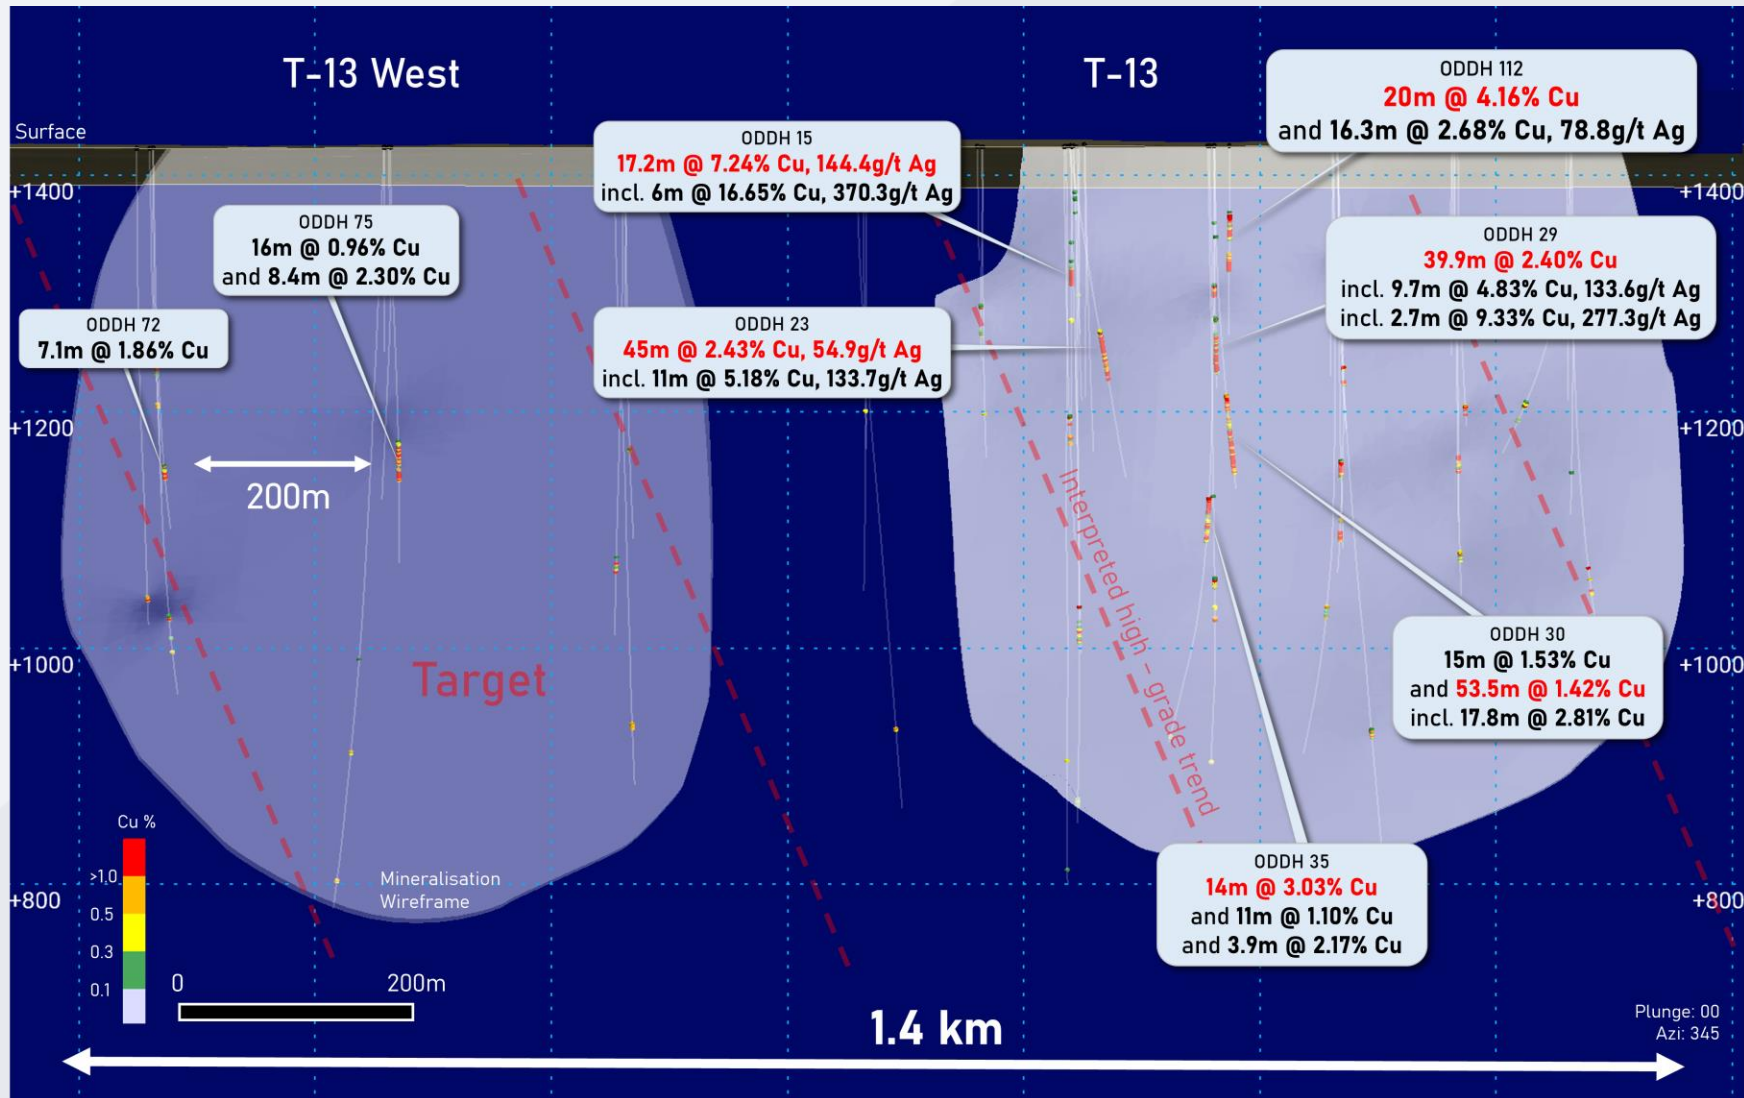 T-13 West
T-13
Surface
ODDH 112
20m @ 4.16% Cu
and 16.3m @ 2.68% Cu, 78.8g/t Ag
ODDH 15
17.2m @ 7.24% Cu, 144.4g/t Ag
incl. 6m @ 16.65% Cu, 370.3g/t Ag
+1400
+1400
ODDH 75
16m @ 0.96% Cu
and 8.4m @ 2.30% Cu
ODDH 29
39.9m @ 2.40% Cu
incl. 9.7m @ 4.83% Cu, 133.6g/t Ag
incl. 2.7m @ 9.33% Cu, 277.3g/t Ag
ODDH 72
7.1m @ 1.86% Cu
ODDH 23
45m @ 2.43% Cu, 54.9g/t Ag
incl. 11m @ 5.18% Cu, 133.7g/t Ag
+1200
+1200
200m
Interpreted high – grade trend
+1000
+1000
Target
ODDH 30
15m @ 1.53% Cu
and 53.5m @ 1.42% Cu
incl. 17.8m @ 2.81% Cu
ODDH 35
14m @ 3.03% Cu
and 11m @ 1.10% Cu
and 3.9m @ 2.17% Cu
+800
+800
Mineralisation
Wireframe
Cu %
>1.0
0.5
0.3
0.1
0
200m
1.4 km
Plunge: 00
Azi: 345